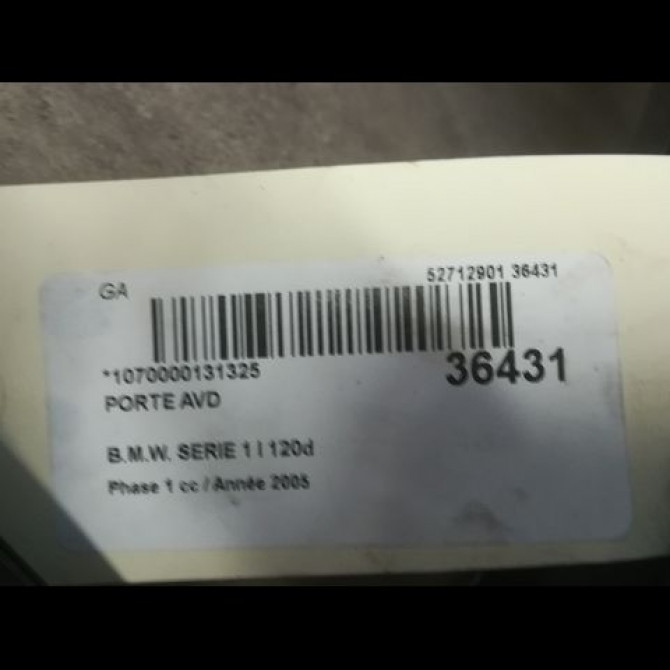 GA
52712901 36431
*1070000131325
36431
PORTE AVD
B.M.W. SERIE 1 I 120d
Phase 1 cc / Année 2005